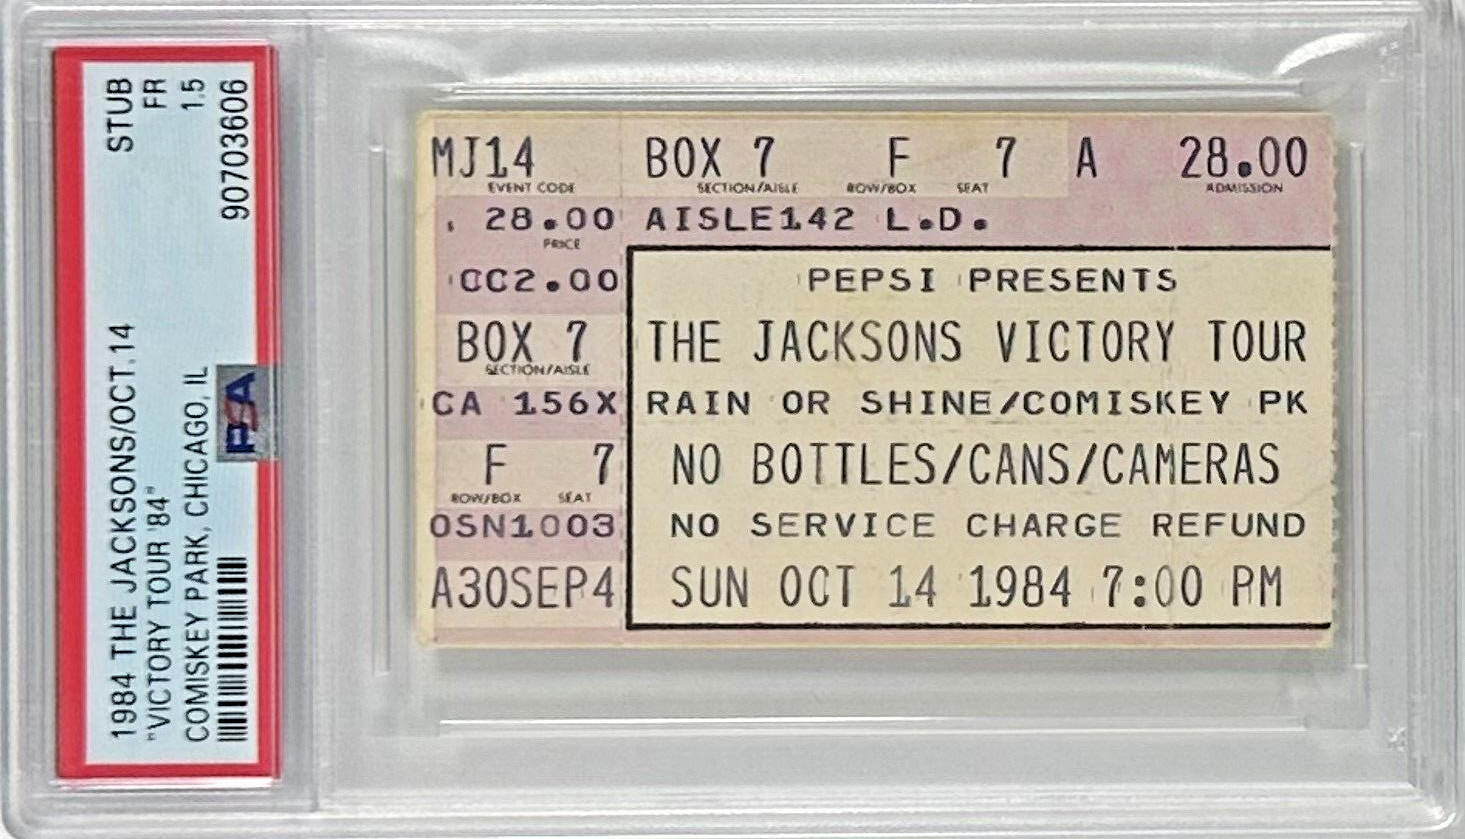 1984 THE JACKSONS/OCT.14 STUB
"VICTORY TOUR '84" FR
COMISKEY PARK, CHICAGO, IL 1.5
90703606
PSA
MJ14 BOX 7 F 7 A 28.00
EVENT CODE SECTION/AISLE ROW/BOX SEAT ADMISSION
28.00 AISLE142 L.D.
PRICE
CC2.00 PEPSI PRESENTS
BOX 7 THE JACKSONS VICTORY TOUR
SECTION/AISLE
CA 156X RAIN OR SHINE/COMISKEY PK
F 7 NO BOTTLES/CANS/CAMERAS
ROW/BOX SEAT
OSN1003 NO SERVICE CHARGE REFUND
A30SEP4 SUN OCT 14 1984 7:00 PM